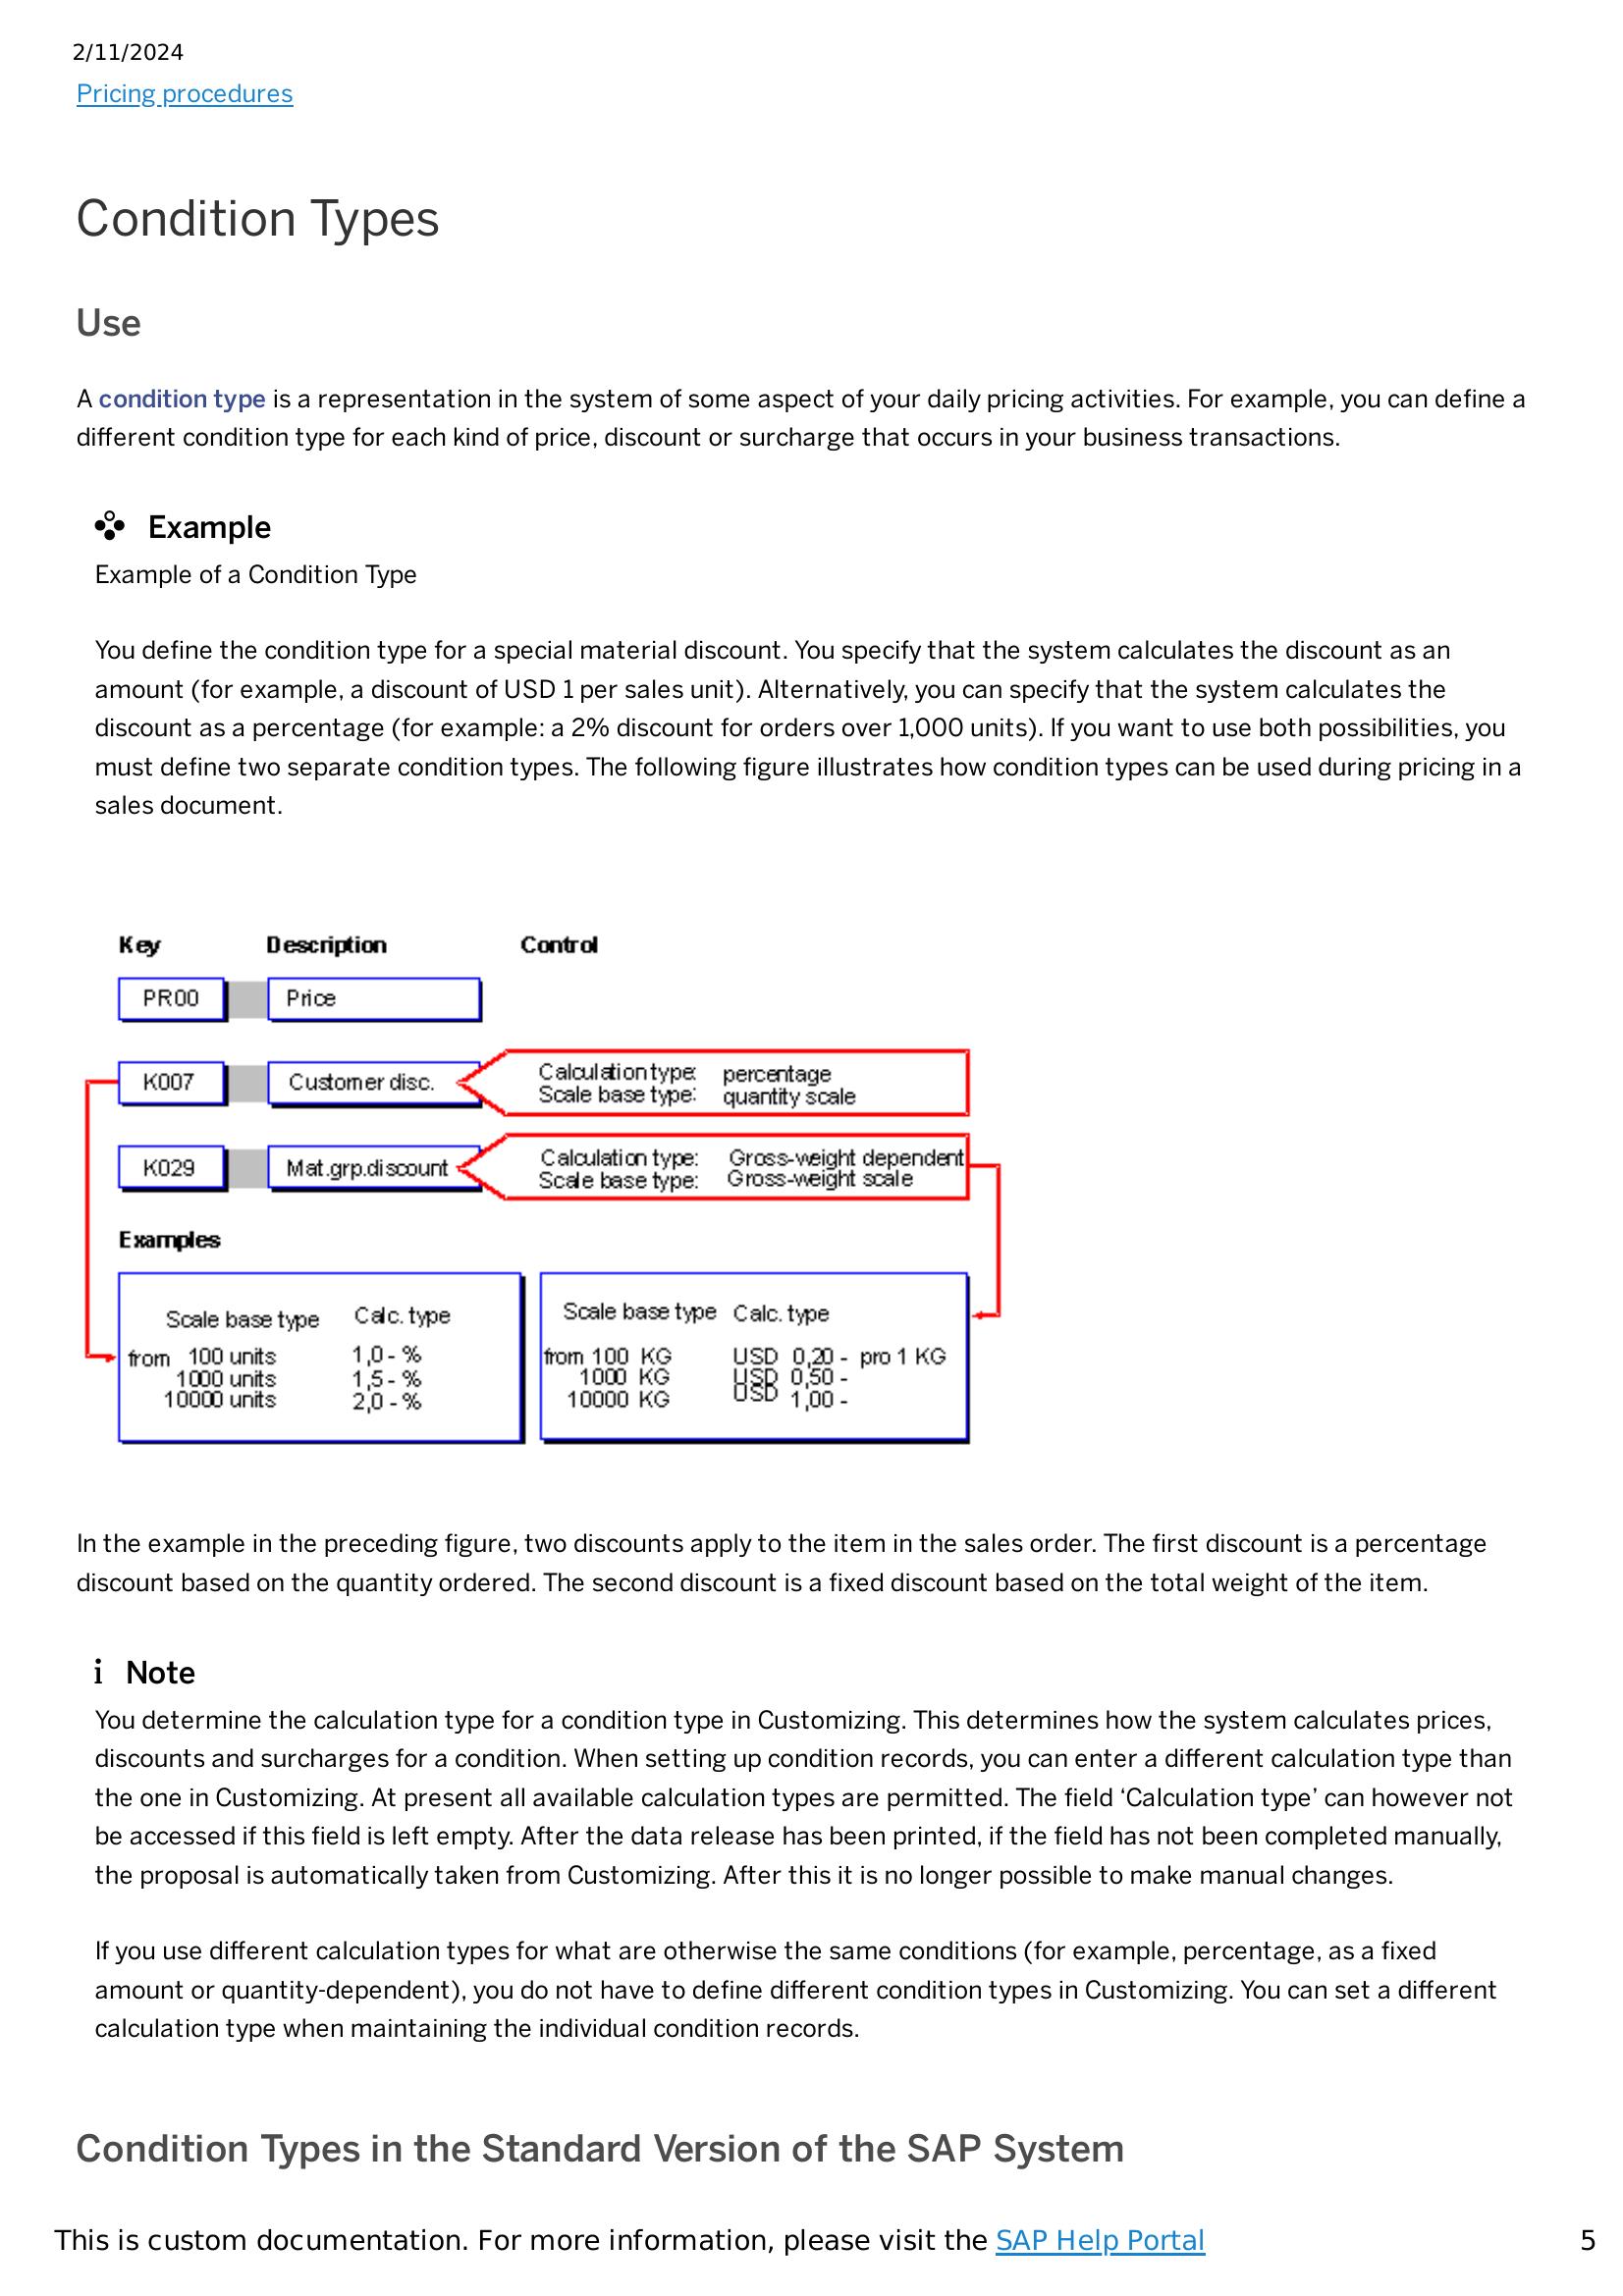 2/11/2024
Pricing procedures
Condition Types
Use
A condition type is a representation in the system of some aspect of your daily pricing activities. For example, you can define a
different condition type for each kind of price, discount or surcharge that occurs in your business transactions.
Example
Example of a Condition Type
You define the condition type for a special material discount. You specify that the system calculates the discount as an
amount (for example, a discount of USD 1 per sales unit). Alternatively, you can specify that the system calculates the
discount as a percentage (for example: a 2% discount for orders over 1,000 units). If you want to use both possibilities, you
must define two separate condition types. The following figure illustrates how condition types can be used during pricing in a
sales document.
Key Description Control
PR00 Price
K007 Customer disc. Calculation type: percentage
Scale base type: quantity scale
K029 Mat.grp.discount Calculation type: Gross-weight dependent
Scale base type: Gross-weight scale
Examples
Scale base type Calc. type
from 100 units 1,0 - %
1000 units 1,5 - %
10000 units 2,0 - %
Scale base type Calc. type
from 100 KG USD 0,20 - pro 1 KG
1000 KG USD 0,50 -
10000 KG USD 1,00 -
In the example in the preceding figure, two discounts apply to the item in the sales order. The first discount is a percentage
discount based on the quantity ordered. The second discount is a fixed discount based on the total weight of the item.
i Note
You determine the calculation type for a condition type in Customizing. This determines how the system calculates prices,
discounts and surcharges for a condition. When setting up condition records, you can enter a different calculation type than
the one in Customizing. At present all available calculation types are permitted. The field ‘Calculation type’ can however not
be accessed if this field is left empty. After the data release has been printed, if the field has not been completed manually,
the proposal is automatically taken from Customizing. After this it is no longer possible to make manual changes.
If you use different calculation types for what are otherwise the same conditions (for example, percentage, as a fixed
amount or quantity-dependent), you do not have to define different condition types in Customizing. You can set a different
calculation type when maintaining the individual condition records.
Condition Types in the Standard Version of the SAP System
This is custom documentation. For more information, please visit the SAP Help Portal 5